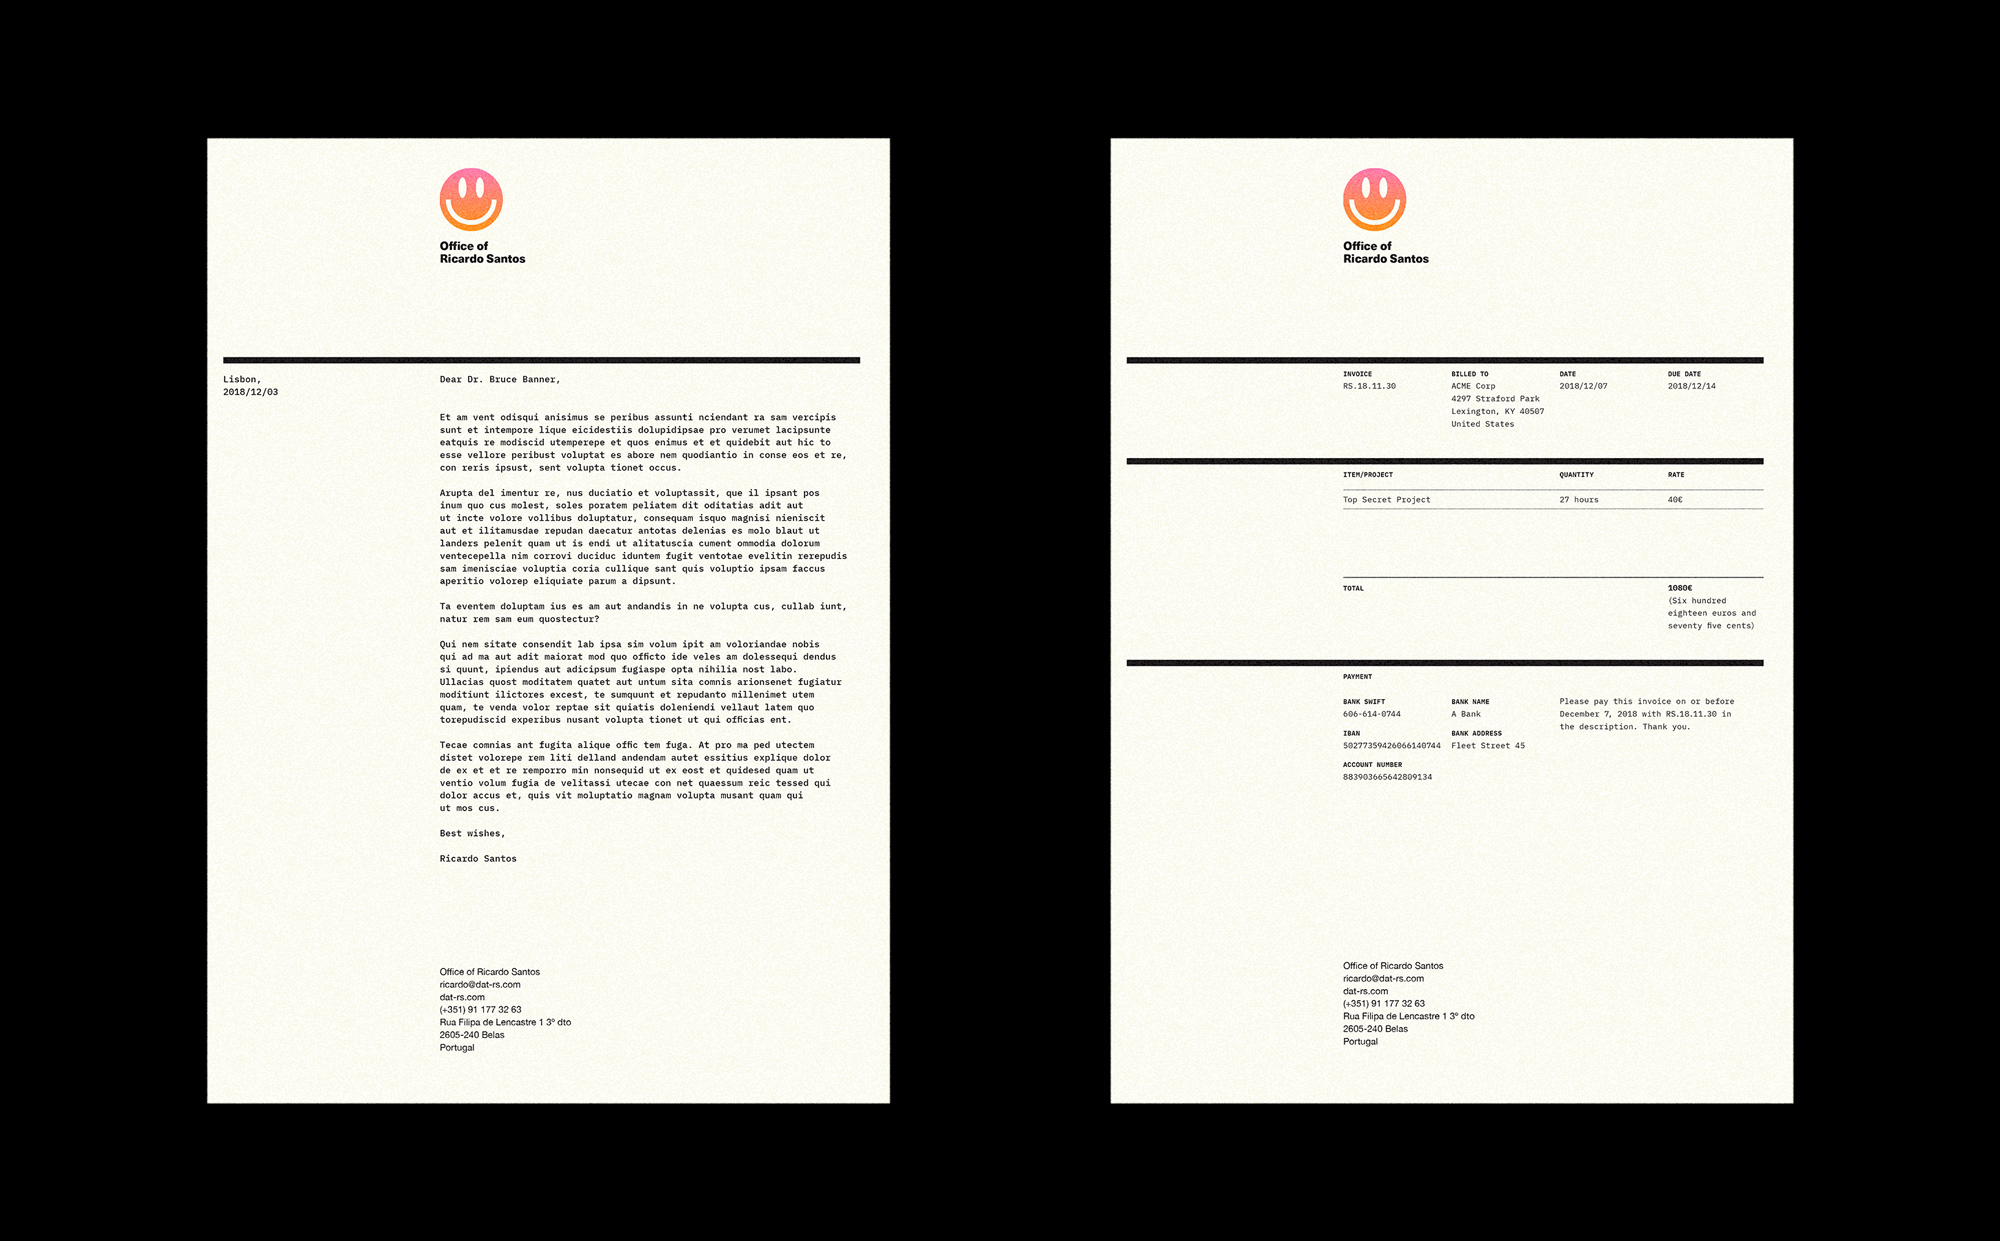 Office of
Ricardo Santos
Lisbon,
2018/12/03
Dear Dr. Bruce Banner,
Et am vent odisqui anisimus se peribus assunti nciendant ra sam vercipis
sunt et intempore lique eicidestiis dolupidipsae pro verumet lacipsunte
eatquis re modiscid utemperepe et quos enimus et et quidebit aut hic to
esse vellore peribust voluptat es abore nem quodiantio in conse eos et re,
con reris ipsust, sent volupta tionet occus.
Arupta del imentur re, nus duciatio et voluptassit, que il ipsant pos
inum quo cus molest, soles poratem peliatem dit oditatias adit aut
ut incte volore vollibus doluptatur, consequam isquo magnisi nieniscit
aut et ilitamusdae repudan daecatur antotas delenias es molo blaut ut
landers pelenit quam ut is endi ut alitatuscia cument ommodia dolorum
ventecepella nim corrovi duciduc iduntem fugit ventotae evelitin rerepudis
sam imenisciae voluptia coria cullique sant quis voluptio ipsam faccus
aperitio volorep eliquiate parum a dipsunt.
Ta eventem doluptam ius es am aut andandis in ne volupta cus, cullab iunt,
natur rem sam eum quostectur?
Qui nem sitate consendit lab ipsa sim volum ipit am voloriandae nobis
qui ad ma aut adit maiorat mod quo officto ide veles am dolessequi dendus
si quunt, ipiendus aut adicipsum fugiaspe opta nihilia nost labo.
Ullacias quost moditatem quatet aut untum sita comnis arionsenet fugiatur
moditiunt ilictores excest, te sumquunt et repudanto millenimet utem
quam, te venda volor reptae sit quiatis doleniendi vellaut latem quo
torepudiscid experibus nusant volupta tionet ut qui officias ent.
Tecae comnias ant fugita alique offic tem fuga. At pro ma ped utectem
distet volorepe rem liti delland andendam autet essitius explique dolor
de ex et et re remporro min nonsequid ut ex eost et quidesed quam ut
ventio volum fugia de velitassi utecae con net quaessum reic tessed qui
dolor accus et, quis vit moluptatio magnam volupta musant quam qui
ut mos cus.
Best wishes,
Ricardo Santos
Office of Ricardo Santos
ricardo@dat-rs.com
dat-rs.com
(+351) 91 177 32 63
Rua Filipa de Lencastre 1 3º dto
2605-240 Belas
Portugal
Office of
Ricardo Santos
INVOICE BILLED TO DATE DUE DATE
RS.18.11.30 ACME Corp 2018/12/07 2018/12/14
4297 Straford Park
Lexington, KY 40507
United States
ITEM/PROJECT QUANTITY RATE
Top Secret Project 27 hours 40€
TOTAL 1080€
(Six hundred
eighteen euros and
seventy five cents)
PAYMENT
BANK SWIFT BANK NAME Please pay this invoice on or before
606-614-0744 A Bank December 7, 2018 with RS.18.11.30 in
the description. Thank you.
IBAN BANK ADDRESS
50277359426066140744 Fleet Street 45
ACCOUNT NUMBER
883903665642809134
Office of Ricardo Santos
ricardo@dat-rs.com
dat-rs.com
(+351) 91 177 32 63
Rua Filipa de Lencastre 1 3º dto
2605-240 Belas
Portugal